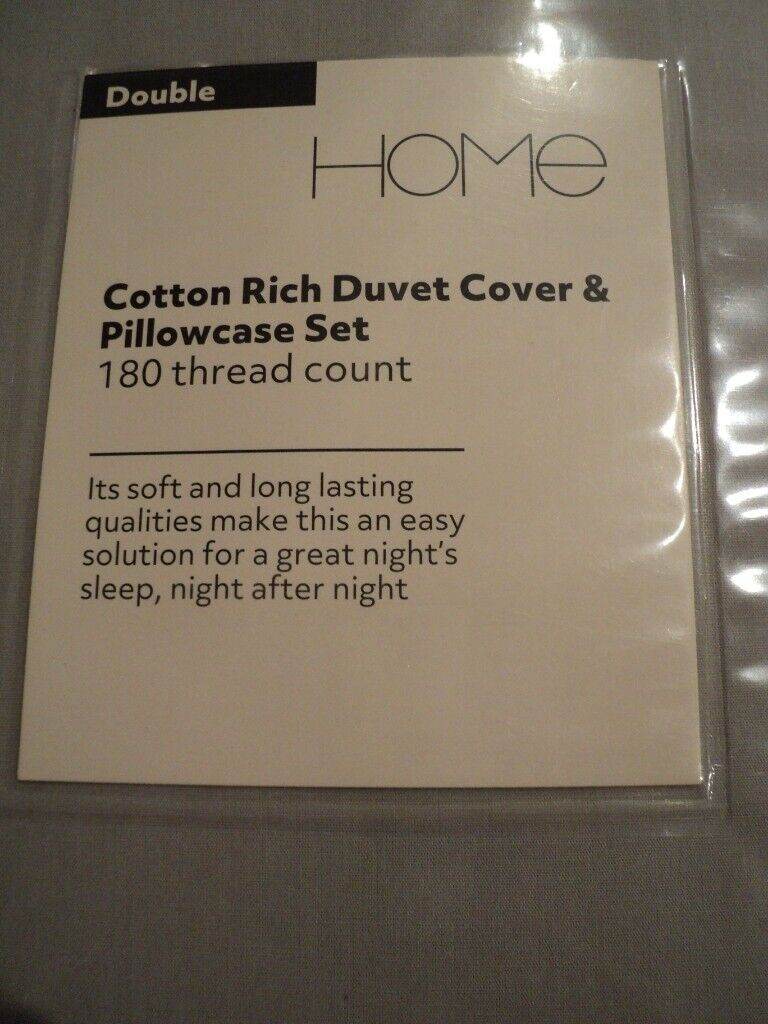 Double
HOMe
Cotton Rich Duvet Cover &
Pillowcase Set
180 thread count
Its soft and long lasting
qualities make this an easy
solution for a great night's
sleep, night after night